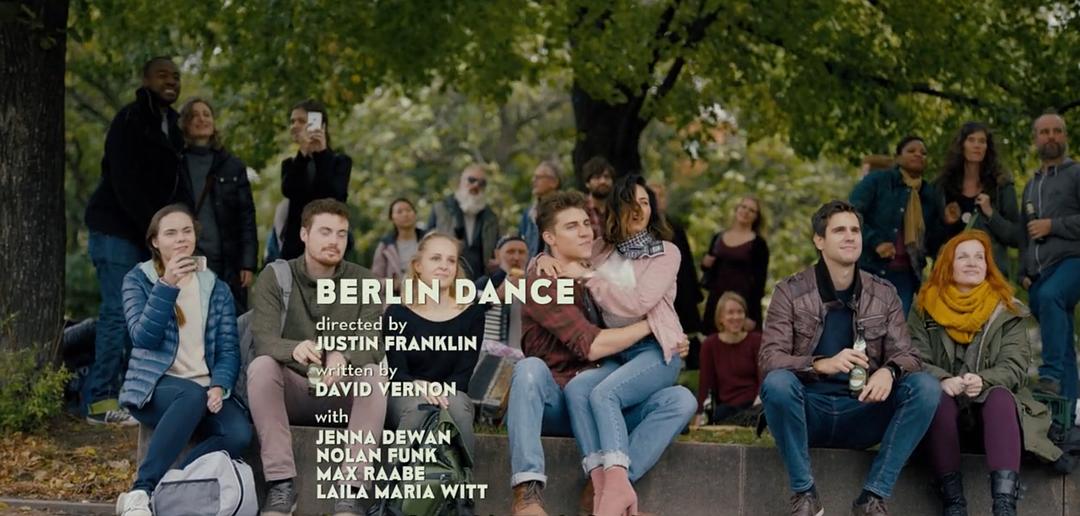 BERLIN DANCE
directed by
JUSTIN FRANKLIN
written by
DAVID VERNON
with
JENNA DEWAN
NOLAN FUNK
MAX RAABE
LAILA MARIA WITT